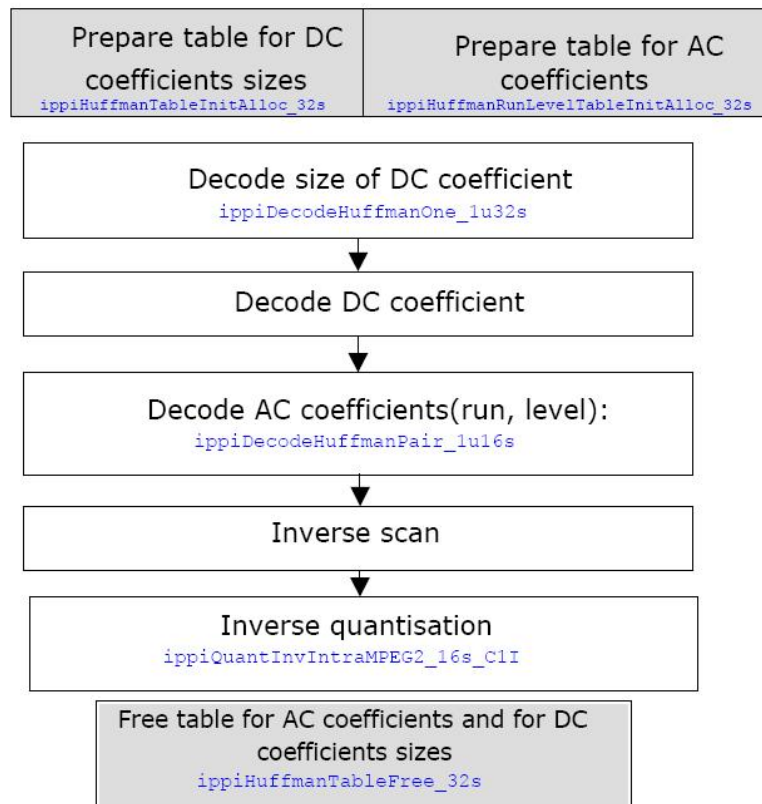 Prepare table for DC
coefficients sizes
ippiHuffmanTableInitAlloc_32s
Prepare table for AC
coefficients
ippiHuffmanRunLevelTableInitAlloc_32s
Decode size of DC coefficient
ippiDecodeHuffmanOne_1u32s
Decode DC coefficient
Decode AC coefficients(run, level):
ippiDecodeHuffmanPair_1u16s
Inverse scan
Inverse quantisation
ippiQuantInvIntraMPEG2_16s_C1I
Free table for AC coefficients and for DC
coefficients sizes
ippiHuffmanTableFree_32s